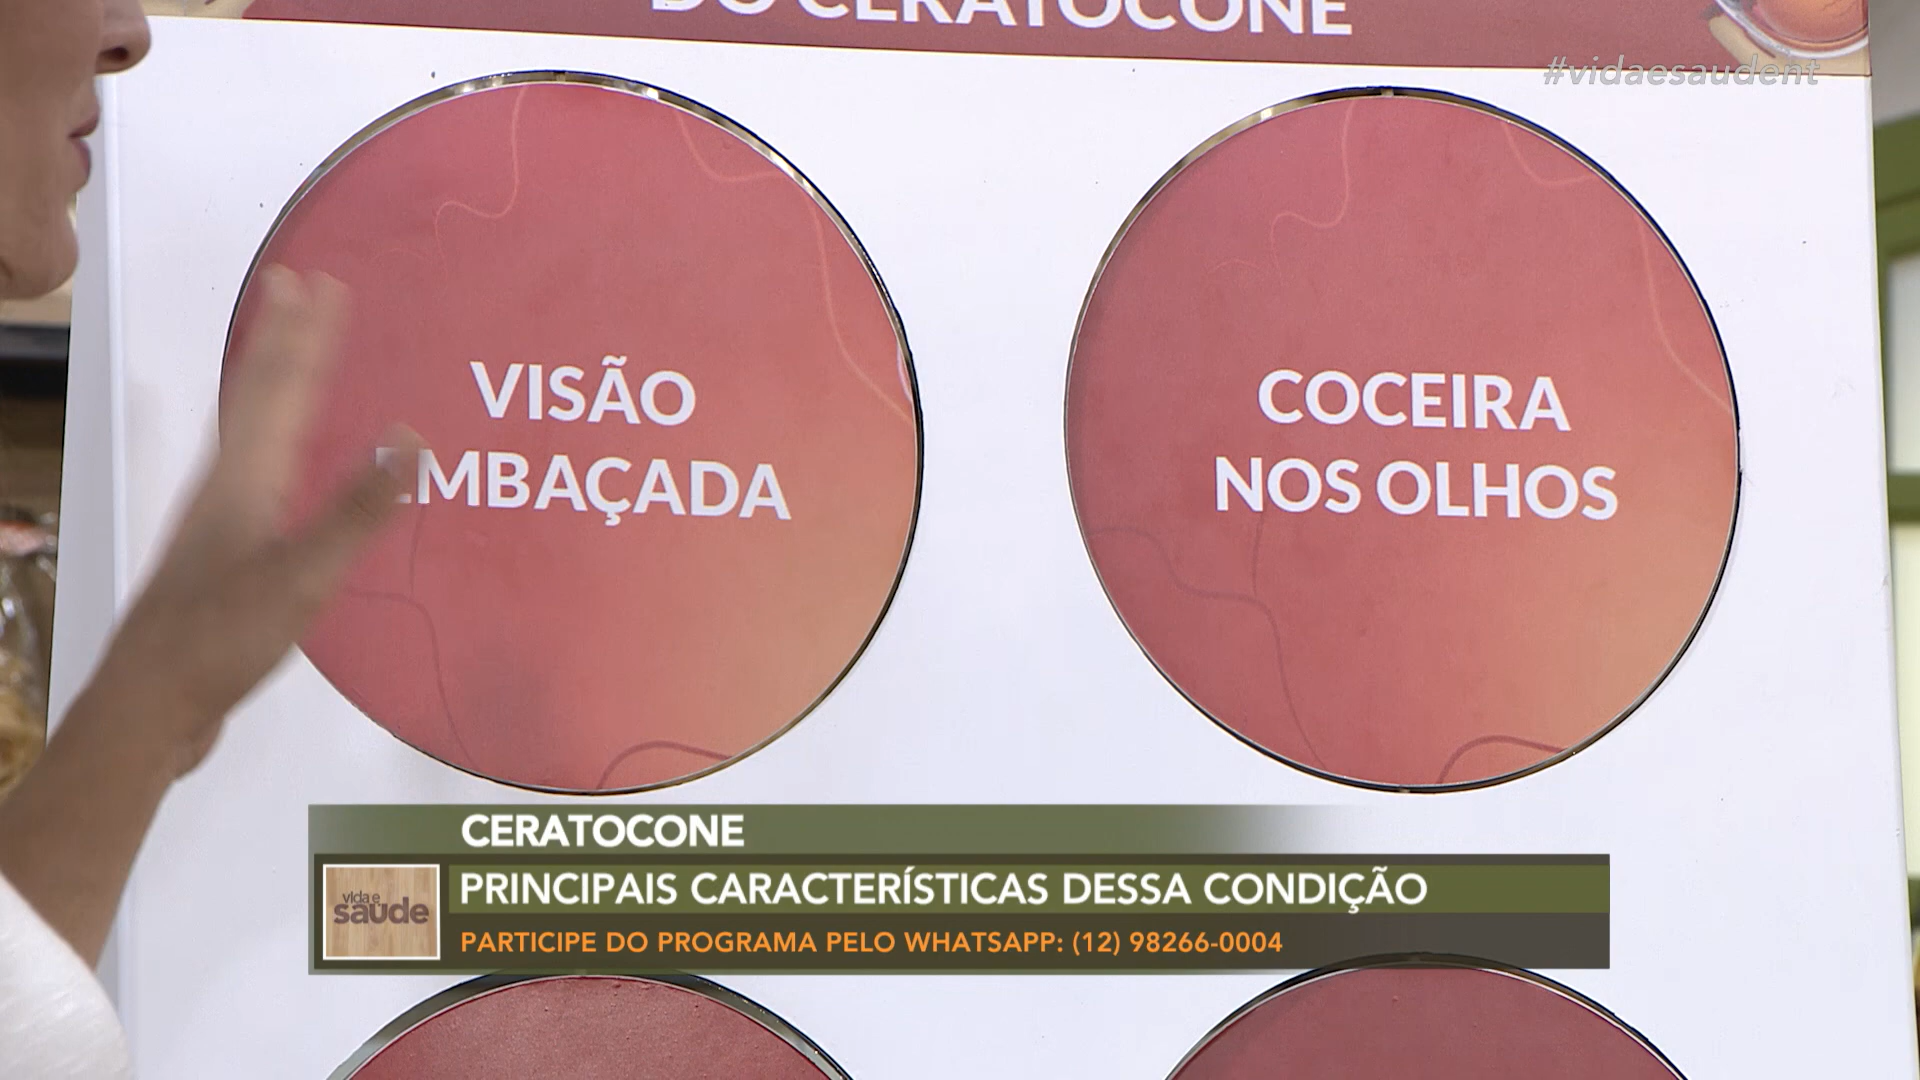 DO CERATOCONE
#vidaesaudent
VISÃO
EMBAÇADA
COCEIRA
NOS OLHOS
CERATOCONE
PRINCIPAIS CARACTERÍSTICAS DESSA CONDIÇÃO
vida e
saúde
PARTICIPE DO PROGRAMA PELO WHATSAPP: (12) 98266-0004